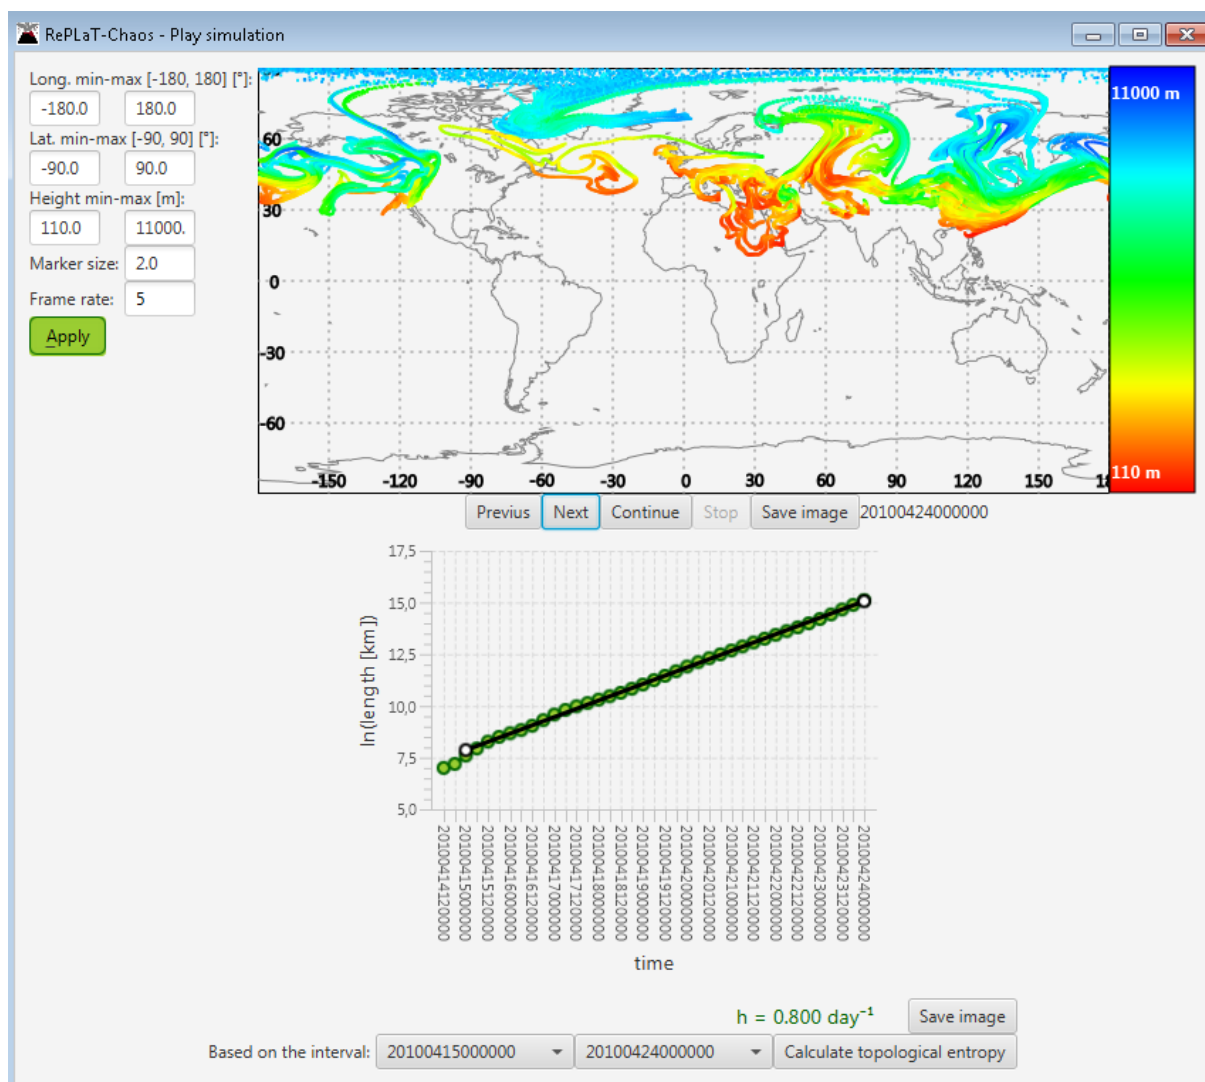 RePLaT-Chaos - Play simulation
Long. min-max [-180, 180] [°]:
-180.0 180.0
Lat. min-max [-90, 90] [°]:
-90.0 90.0
Height min-max [m]:
110.0 11000.
Marker size: 2.0
Frame rate: 5
Apply
60
30
0
-30
-60
-150 -120 -90 -60 -30 0 30 60 90 120 150
11000 m
110 m
Previus Next Continue Stop Save image 20100424000000
17,5
15,0
12,5
10,0
7,5
5,0
ln(length [km])
20100414120000
20100415000000
20100415120000
20100416000000
20100416120000
20100417000000
20100417120000
20100418000000
20100418120000
20100419000000
20100419120000
20100420000000
20100420120000
20100421000000
20100421120000
20100422000000
20100422120000
20100423000000
20100423120000
20100424000000
time
h = 0.800 day⁻¹ Save image
Based on the interval: 20100415000000 20100424000000 Calculate topological entropy